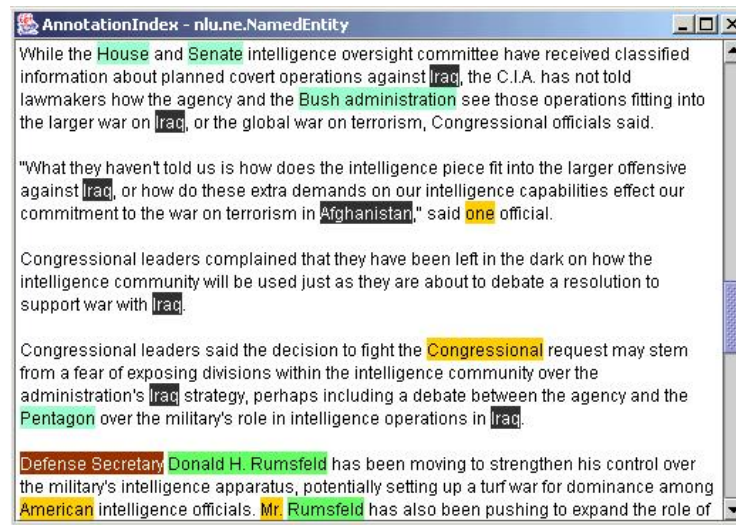 AnnotationIndex - nlu.ne.NamedEntity
While the House and Senate intelligence oversight committee have received classified
information about planned covert operations against Iraq, the C.I.A. has not told
lawmakers how the agency and the Bush administration see those operations fitting into
the larger war on Iraq, or the global war on terrorism, Congressional officials said.
"What they haven't told us is how does the intelligence piece fit into the larger offensive
against Iraq, or how do these extra demands on our intelligence capabilities effect our
commitment to the war on terrorism in Afghanistan," said one official.
Congressional leaders complained that they have been left in the dark on how the
intelligence community will be used just as they are about to debate a resolution to
support war with Iraq.
Congressional leaders said the decision to fight the Congressional request may stem
from a fear of exposing divisions within the intelligence community over the
administration's Iraq strategy, perhaps including a debate between the agency and the
Pentagon over the military's role in intelligence operations in Iraq.
Defense Secretary Donald H. Rumsfeld has been moving to strengthen his control over
the military's intelligence apparatus, potentially setting up a turf war for dominance among
American intelligence officials. Mr. Rumsfeld has also been pushing to expand the role of